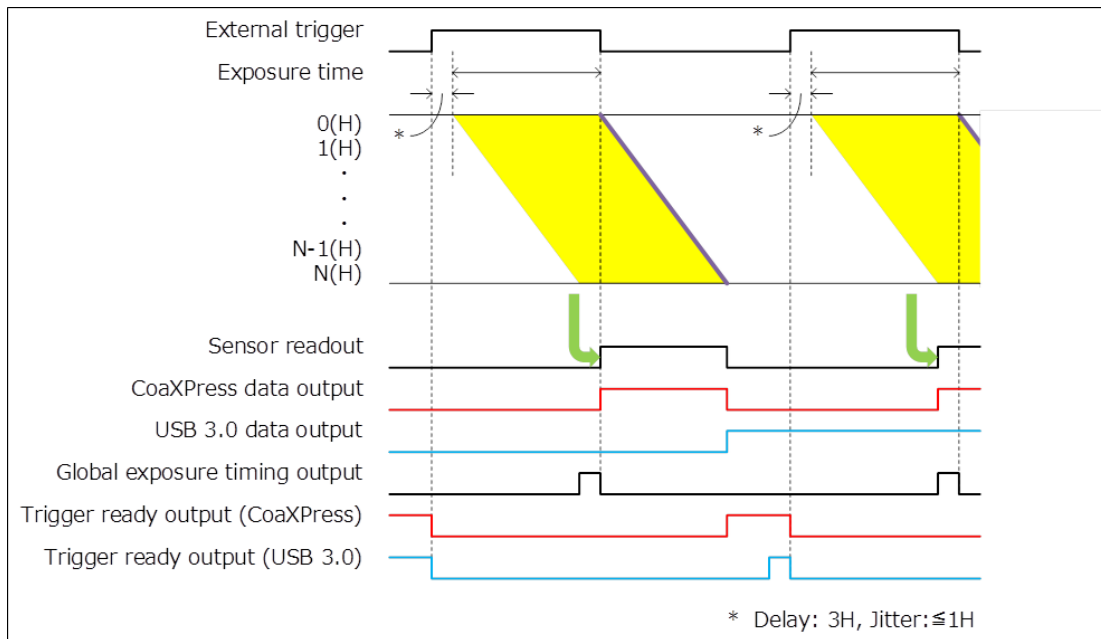 External trigger
Exposure time
*
*
0(H)
1(H)
.
.
.
N-1(H)
N(H)
Sensor readout
CoaXPress data output
USB 3.0 data output
Global exposure timing output
Trigger ready output (CoaXPress)
Trigger ready output (USB 3.0)
* Delay: 3H, Jitter:≦1H